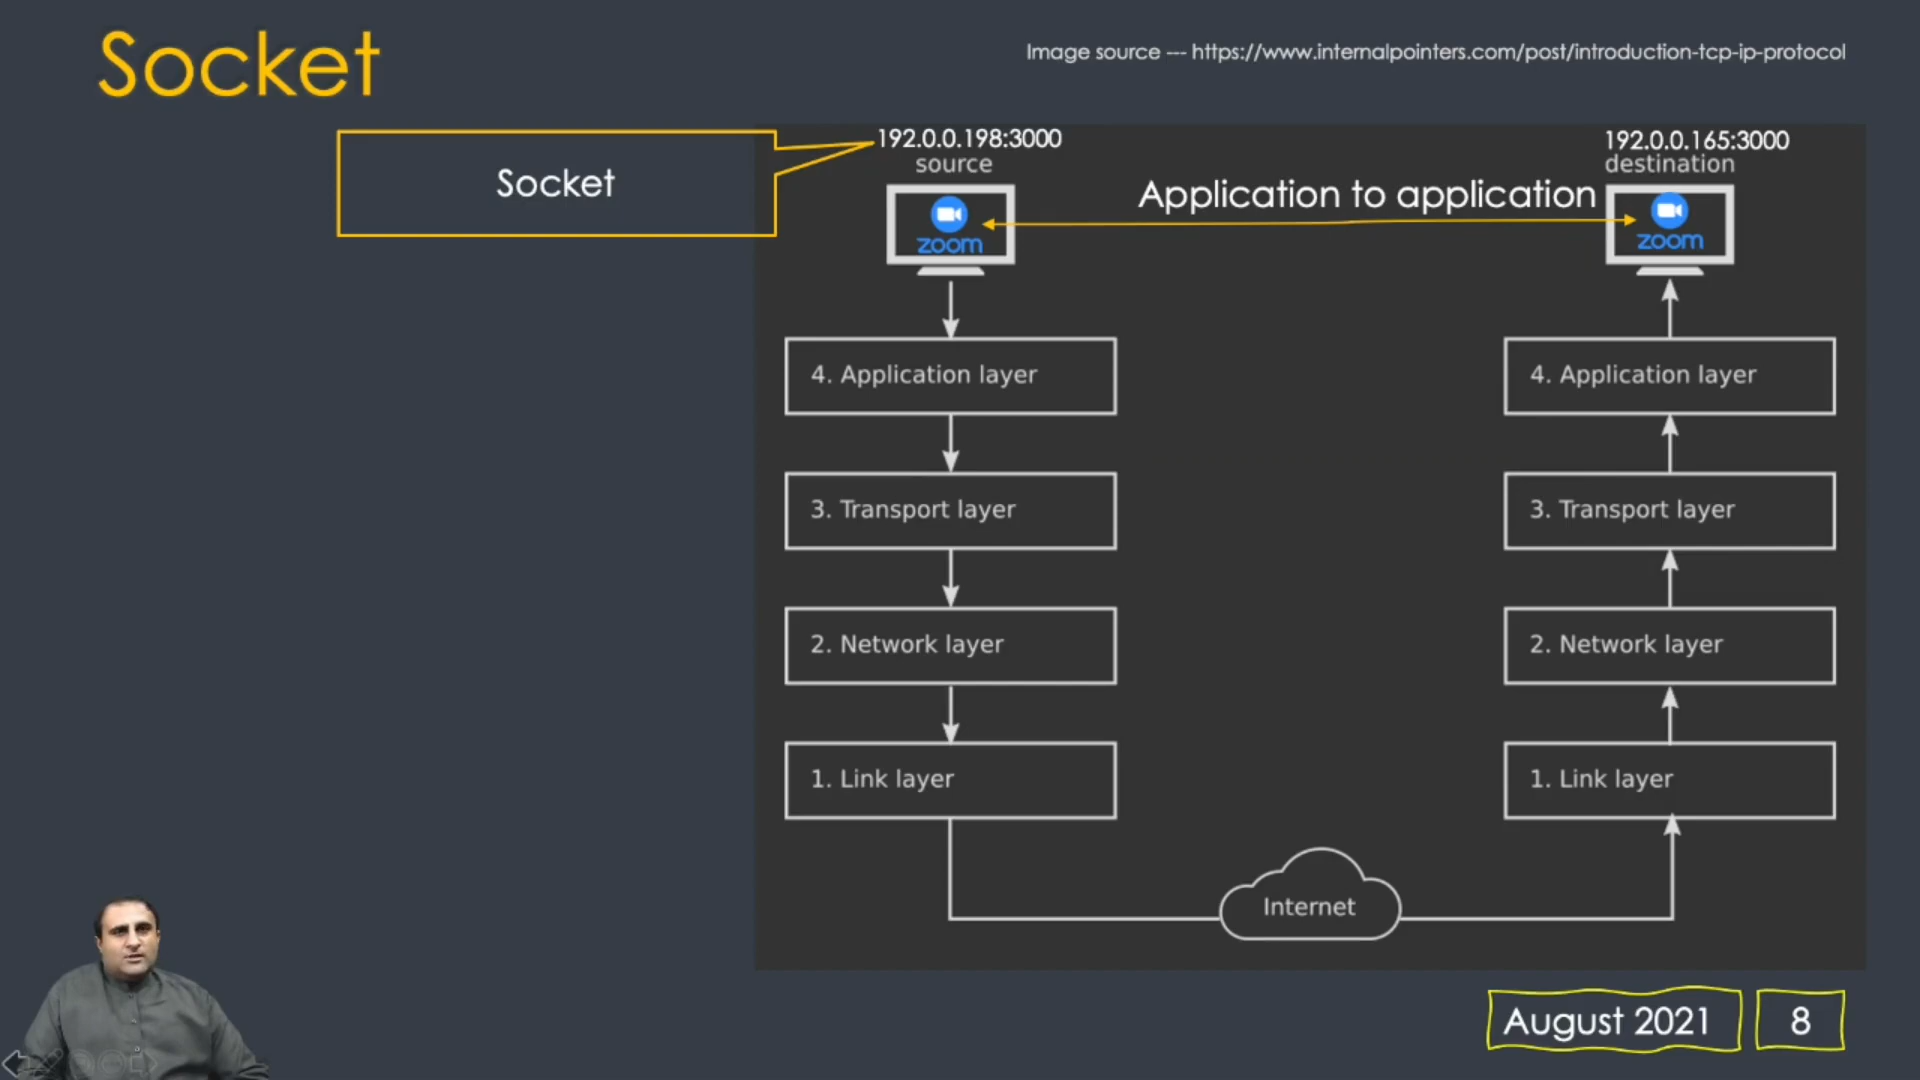 Socket
Image source --- https://www.internalpointers.com/post/introduction-tcp-ip-protocol
Socket
192.0.0.198:3000
source
192.0.0.165:3000
destination
Application to application
zoom
zoom
4. Application layer
4. Application layer
3. Transport layer
3. Transport layer
2. Network layer
2. Network layer
1. Link layer
1. Link layer
Internet
August 2021
8